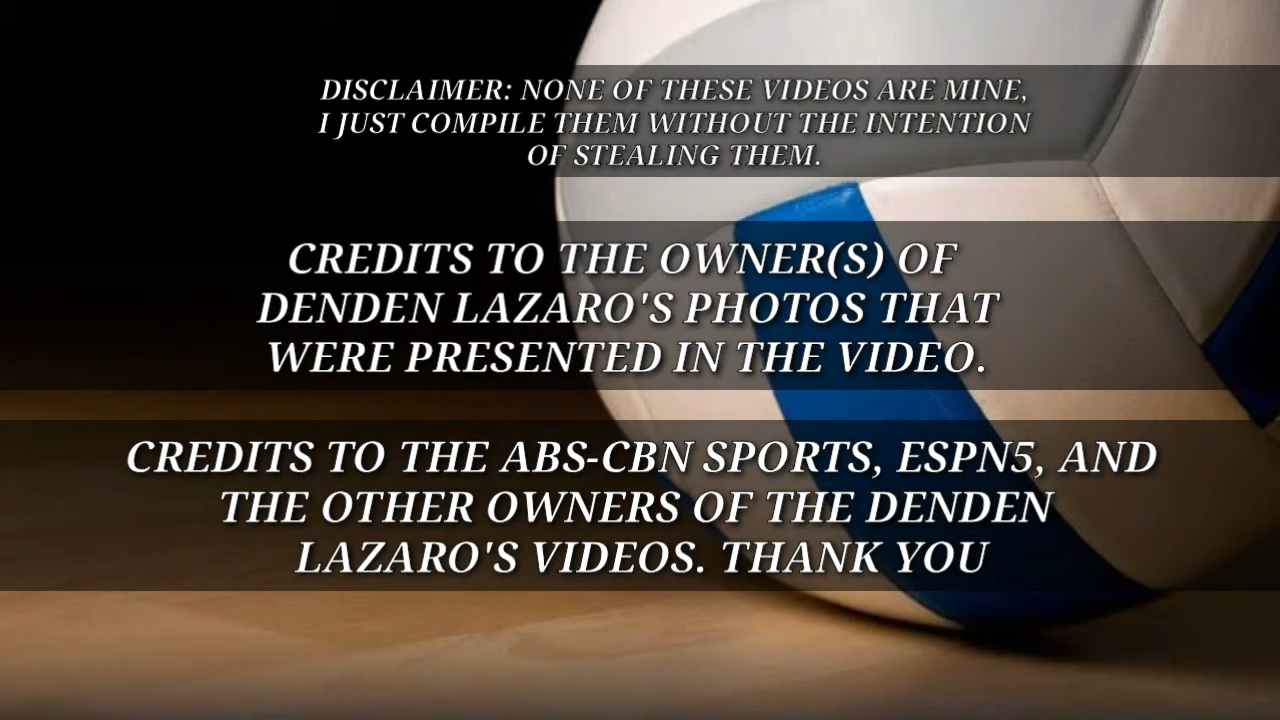 DISCLAIMER: NONE OF THESE VIDEOS ARE MINE,
I JUST COMPILE THEM WITHOUT THE INTENTION
OF STEALING THEM.
CREDITS TO THE OWNER(S) OF
DENDEN LAZARO'S PHOTOS THAT
WERE PRESENTED IN THE VIDEO.
CREDITS TO THE ABS-CBN SPORTS, ESPN5, AND
THE OTHER OWNERS OF THE DENDEN
LAZARO'S VIDEOS. THANK YOU